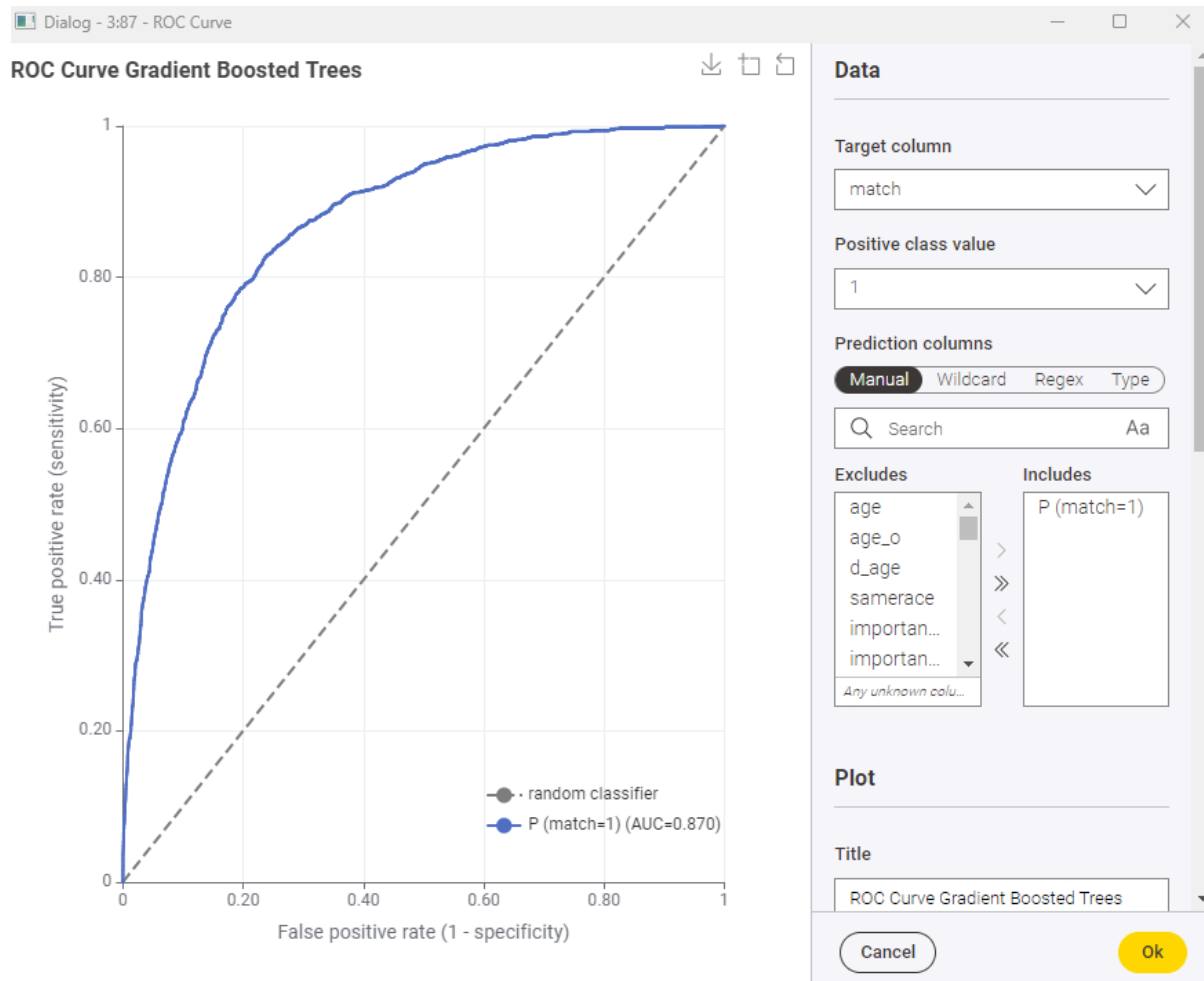 Dialog - 3:87 - ROC Curve
ROC Curve Gradient Boosted Trees
1
0.80
0.60
0.40
0.20
0
True positive rate (sensitivity)
random classifier
P (match=1) (AUC=0.870)
0 0.20 0.40 0.60 0.80 1
False positive rate (1 - specificity)
Data
Target column
match
Positive class value
1
Prediction columns
Manual Wildcard Regex Type
Search Aa
Excludes Includes
age P (match=1)
age_o
d_age
samerace
importan...
importan...
Any unknown colu...
Plot
Title
ROC Curve Gradient Boosted Trees
Cancel Ok